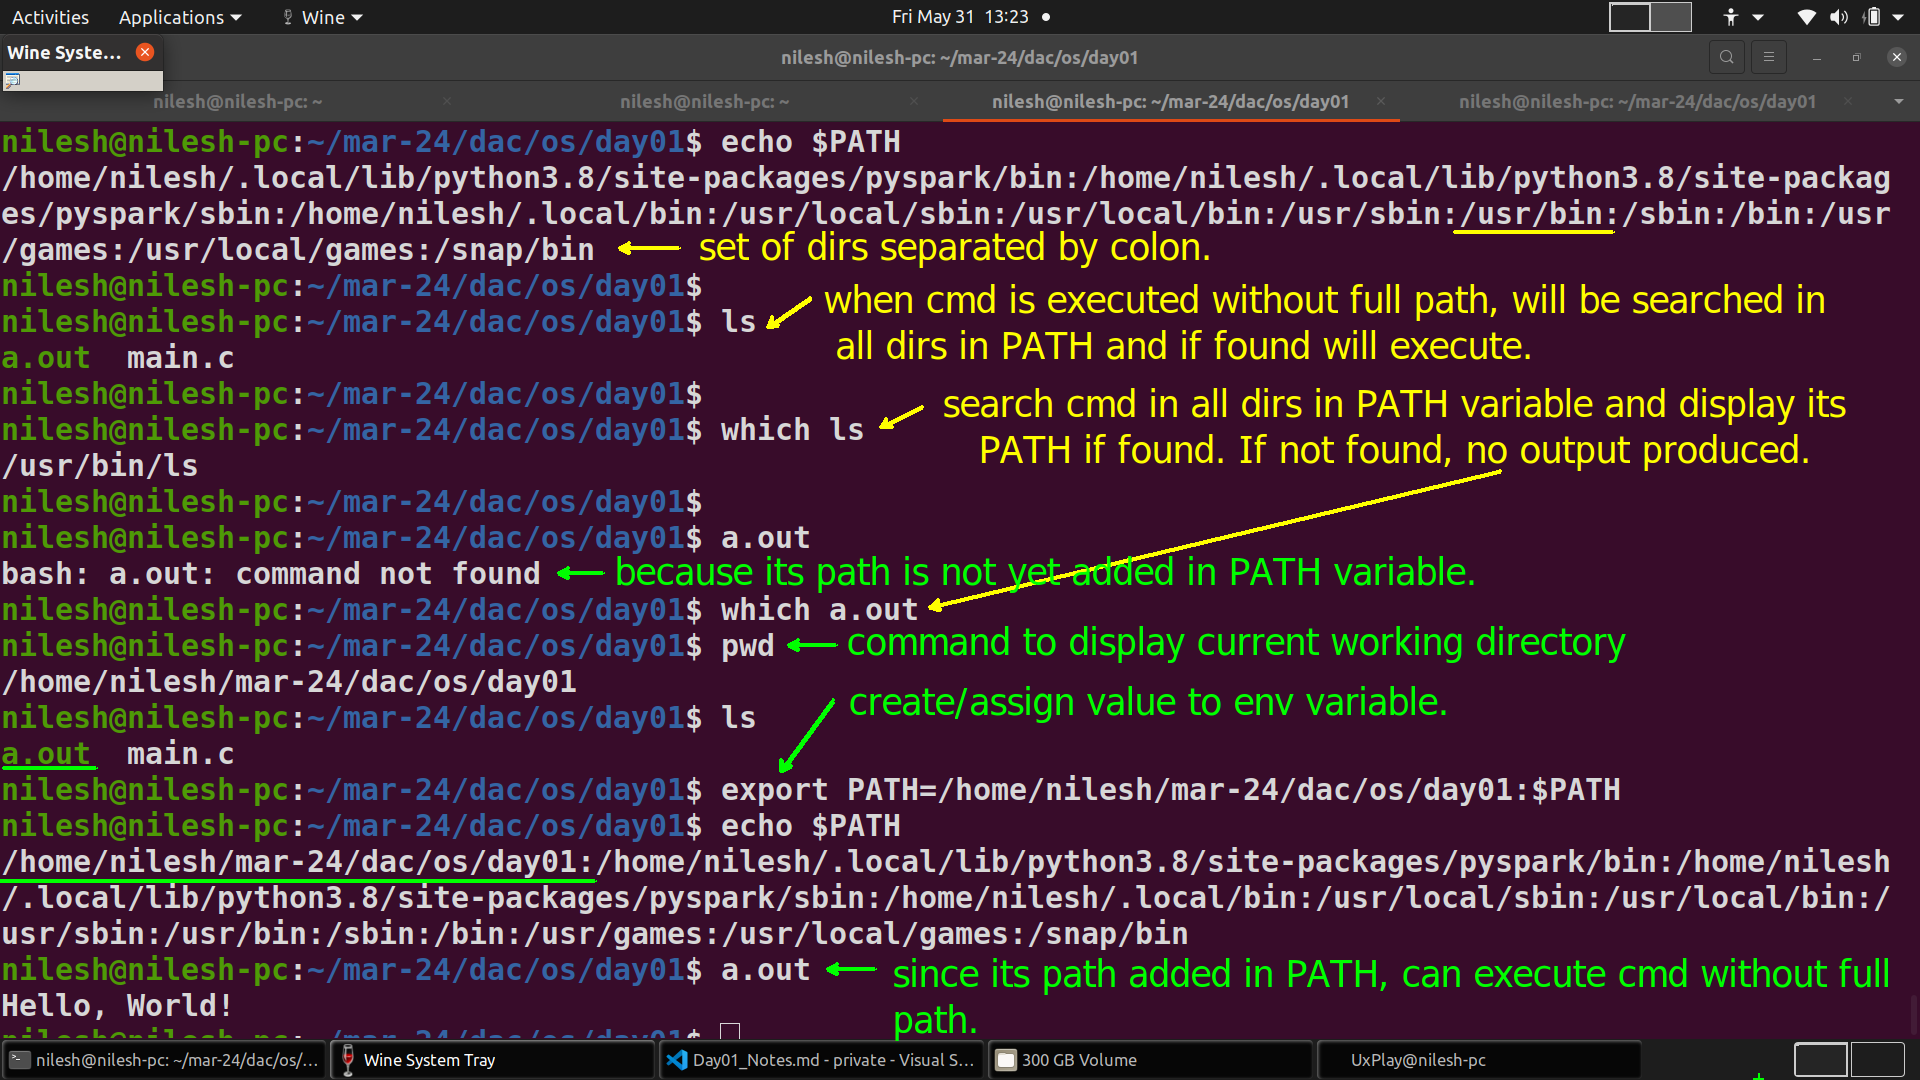 Activities Applications Wine Fri May 31 13:23
Wine Syste...
nilesh@nilesh-pc: ~/mar-24/dac/os/day01
nilesh@nilesh-pc: ~ nilesh@nilesh-pc: ~ nilesh@nilesh-pc: ~/mar-24/dac/os/day01 nilesh@nilesh-pc: ~/mar-24/dac/os/day01
nilesh@nilesh-pc:~/mar-24/dac/os/day01$ echo $PATH
/home/nilesh/.local/lib/python3.8/site-packages/pyspark/bin:/home/nilesh/.local/lib/python3.8/site-packag
es/pyspark/sbin:/home/nilesh/.local/bin:/usr/local/sbin:/usr/local/bin:/usr/sbin:/usr/bin:/sbin:/bin:/usr
/games:/usr/local/games:/snap/bin set of dirs separated by colon.
nilesh@nilesh-pc:~/mar-24/dac/os/day01$
when cmd is executed without full path, will be searched in
nilesh@nilesh-pc:~/mar-24/dac/os/day01$ ls
all dirs in PATH and if found will execute.
a.out main.c
nilesh@nilesh-pc:~/mar-24/dac/os/day01$
search cmd in all dirs in PATH variable and display its
nilesh@nilesh-pc:~/mar-24/dac/os/day01$ which ls
PATH if found. If not found, no output produced.
/usr/bin/ls
nilesh@nilesh-pc:~/mar-24/dac/os/day01$
nilesh@nilesh-pc:~/mar-24/dac/os/day01$ a.out
bash: a.out: command not found because its path is not yet added in PATH variable.
nilesh@nilesh-pc:~/mar-24/dac/os/day01$ which a.out
nilesh@nilesh-pc:~/mar-24/dac/os/day01$ pwd command to display current working directory
/home/nilesh/mar-24/dac/os/day01
create/assign value to env variable.
nilesh@nilesh-pc:~/mar-24/dac/os/day01$ ls
a.out main.c
nilesh@nilesh-pc:~/mar-24/dac/os/day01$ export PATH=/home/nilesh/mar-24/dac/os/day01:$PATH
nilesh@nilesh-pc:~/mar-24/dac/os/day01$ echo $PATH
/home/nilesh/mar-24/dac/os/day01:/home/nilesh/.local/lib/python3.8/site-packages/pyspark/bin:/home/nilesh
/.local/lib/python3.8/site-packages/pyspark/sbin:/home/nilesh/.local/bin:/usr/local/sbin:/usr/local/bin:/
usr/sbin:/usr/bin:/sbin:/bin:/usr/games:/usr/local/games:/snap/bin
nilesh@nilesh-pc:~/mar-24/dac/os/day01$ a.out since its path added in PATH, can execute cmd without full
Hello, World!
path.
nilesh@nilesh-pc:~/mar-24/dac/os/day01$
nilesh@nilesh-pc: ~/mar-24/dac/os/... Wine System Tray Day01_Notes.md - private - Visual S... 300 GB Volume UxPlay@nilesh-pc